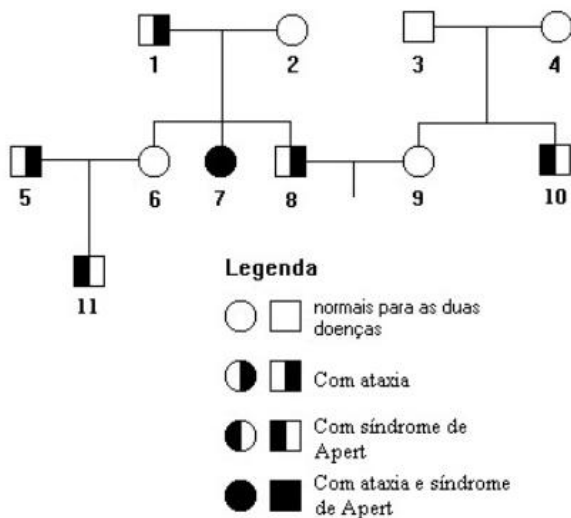 1
2
3
4
5
6
7
8
9
10
11
Legenda
normais para as duas
doenças
Com ataxia
Com síndrome de
Apert
Com ataxia e síndrome
de Apert